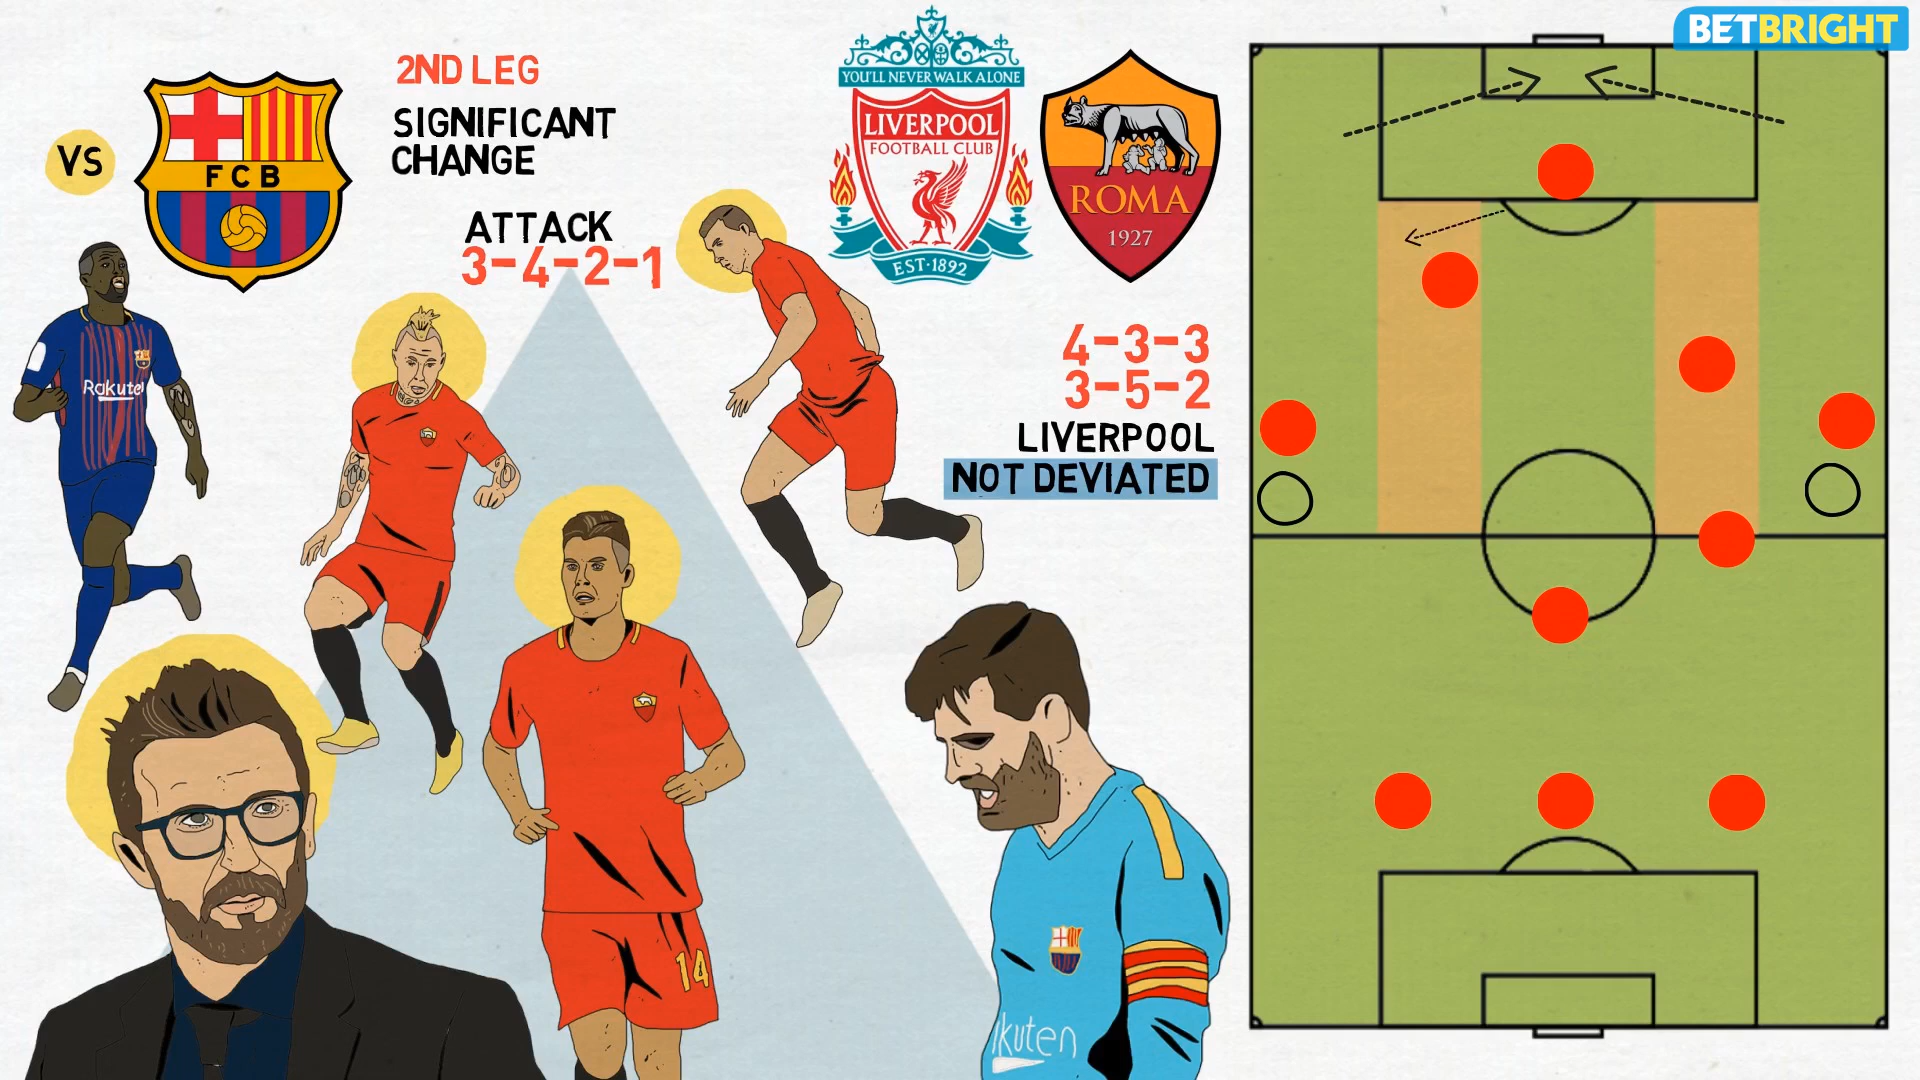 BETBRIGHT
2ND LEG
SIGNIFICANT
CHANGE
VS
FCB
ATTACK
3-4-2-1
YOU'LL NEVER WALK ALONE
LIVERPOOL
FOOTBALL CLUB
EST·1892
ROMA
1927
4-3-3
3-5-2
LIVERPOOL
NOT DEVIATED
Rakuten
14
kuten